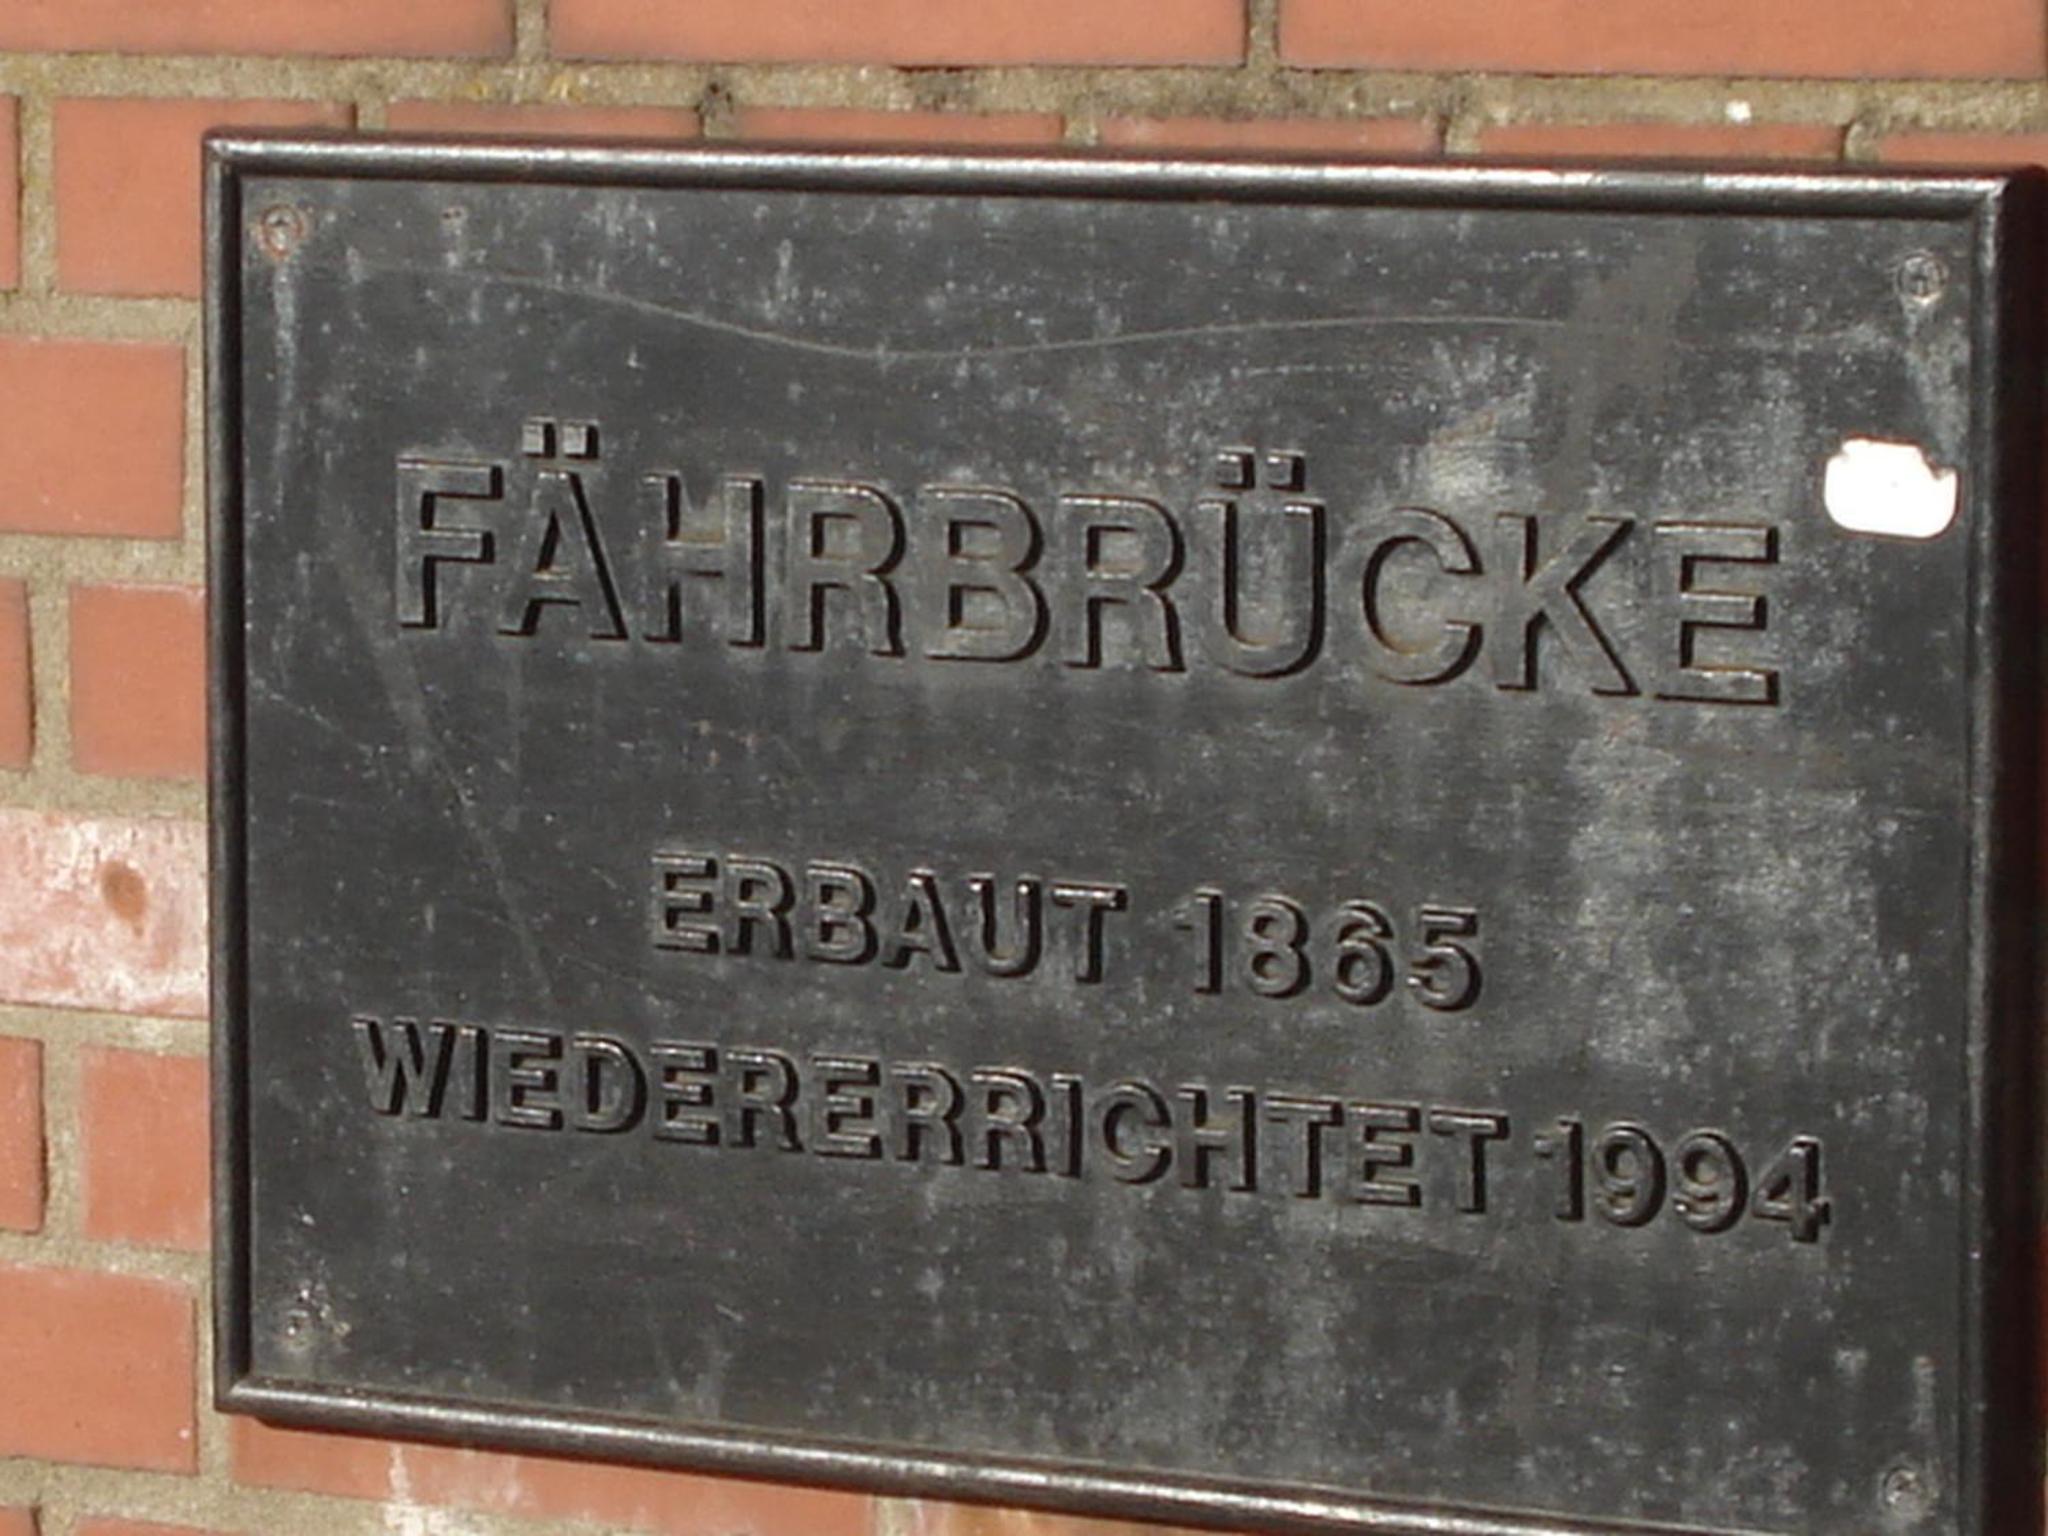 FÄHRBRÜCKE
ERBAUT 1865
WIEDERERRICHTET 1994